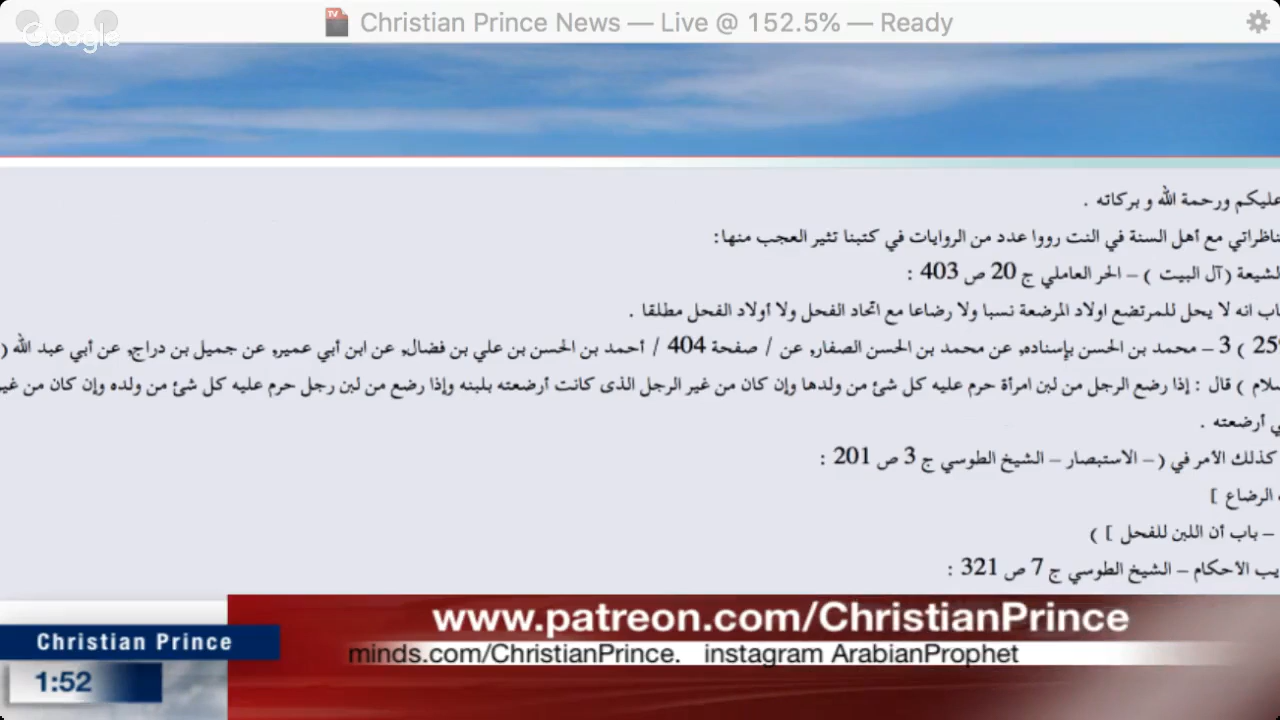 Christian Prince News — Live @ 152.5% — Ready
Google
عليكم ورحمة الله و بركاته .
ناظراتي مع أهل السنة في النت رووا عدد من الروايات في كتبنا تثير العجب منها:
لشيعة (آل البيت ) – الحر العاملي ج 20 ص 403 :
اب انه لا يحل للمرتضع اولاد المرضعة نسبا ولا رضاعا مع اتحاد الفحل ولا أولاد الفحل مطلقا .
259 ) 3 – محمد بن الحسن بإسناده, عن محمد بن الحسن الصفار, عن / صفحة 404 / أحمد بن الحسن بن علي بن فضال, عن ابن أبي عمير, عن جميل بن دراج, عن أبي عبد الله (
سلام ) قال : إذا رضع الرجل من لبن امرأة حرم عليه كل شئ من ولدها وإن كان من غير الرجل الذى كانت أرضعته بلبنه وإذا رضع من لبن رجل حرم عليه كل شئ من ولده وإن كان من غير
ي أرضعته .
كذلك الامر في (– الاستبصار – الشيخ الطوسي ج 3 ص 201 :
الرضاع ]
– باب أن اللبن للفحل ] )
يب الاحكام – الشيخ الطوسي ج 7 ص 321 :
www.patreon.com/ChristianPrince
Christian Prince
minds.com/ChristianPrince. instagram ArabianProphet
1:52